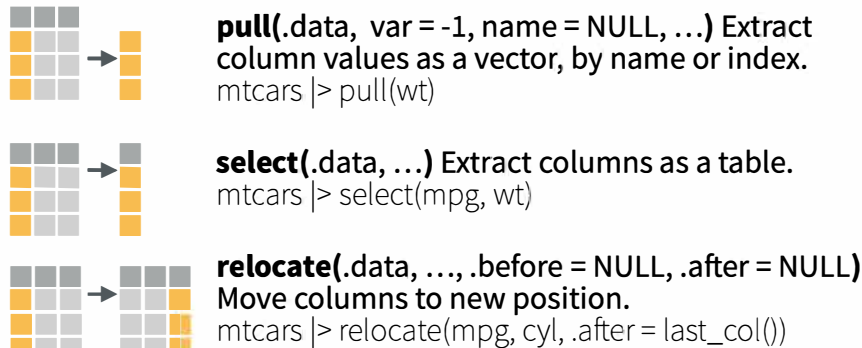 pull(.data, var = -1, name = NULL, …) Extract
column values as a vector, by name or index.
mtcars |> pull(wt)
select(.data, …) Extract columns as a table.
mtcars |> select(mpg, wt)
relocate(.data, …, .before = NULL, .after = NULL)
Move columns to new position.
mtcars |> relocate(mpg, cyl, .after = last_col())